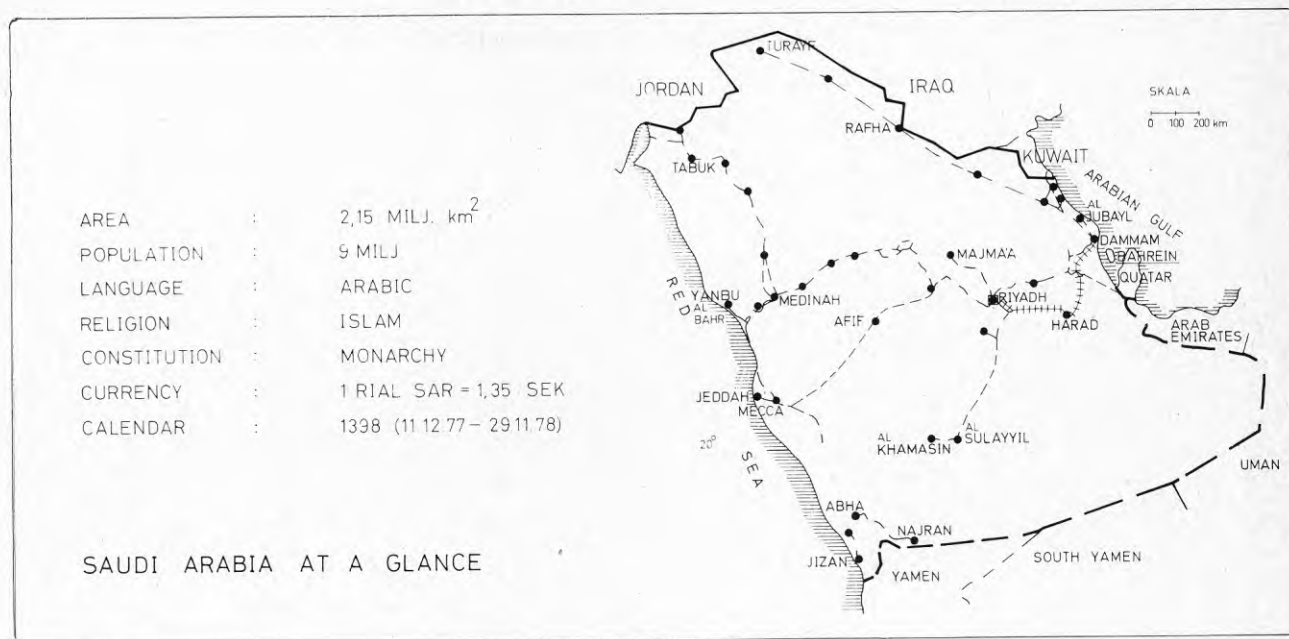 AREA : 2,15 MILJ. km²
POPULATION : 9 MILJ
LANGUAGE : ARABIC
RELIGION : ISLAM
CONSTITUTION : MONARCHY
CURRENCY : 1 RIAL SAR = 1,35 SEK
CALENDAR : 1398 (11.12.77 – 29.11.78)
SAUDI ARABIA AT A GLANCE
TURAYF
JORDAN
IRAQ
SKALA
0 100 200 km
RAFHA
KUWAIT
TABUK
ARABIAN GULF
AL
JUBAYL
DAMMAM
MAJMA'A
BAHREIN
QUATAR
YANBU
AL
BAHR
MEDINAH
RIYADH
RED SEA
AFIF
HARAD
ARAB
EMIRATES
JEDDAH
MECCA
20°
AL
KHAMASIN
AL
SULAYYIL
UMAN
ABHA
NAJRAN
JIZAN
YAMEN
SOUTH YAMEN